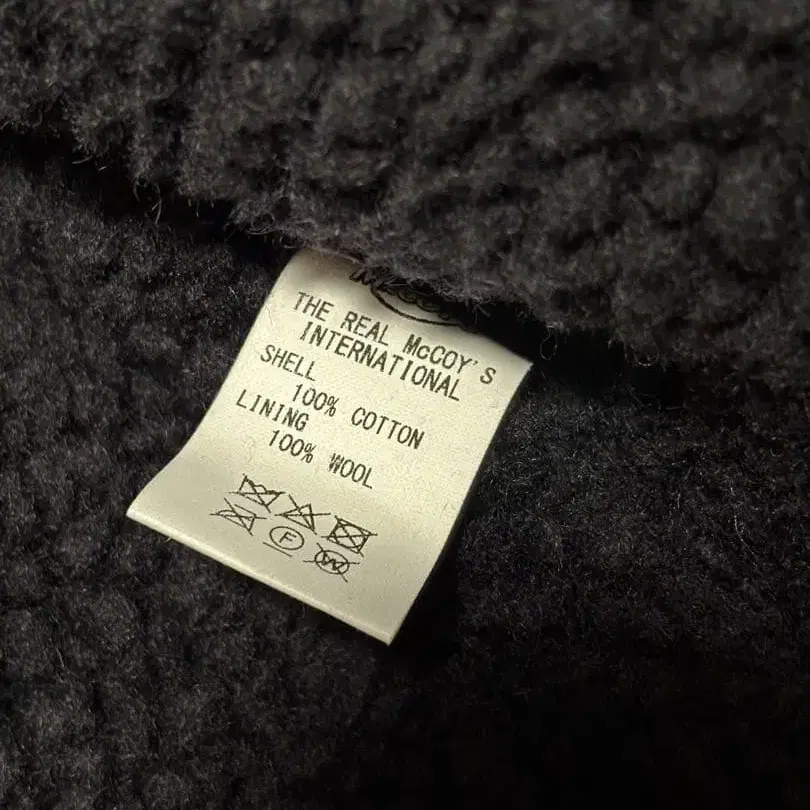 THE REAL McCOY'S
INTERNATIONAL
SHELL
100% COTTON
LINING
100% WOOL
F
W